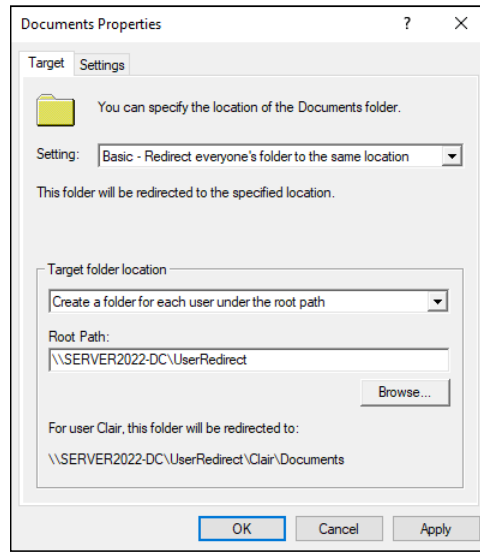 Documents Properties
?
Target
Settings
You can specify the location of the Documents folder.
Setting:
Basic - Redirect everyone's folder to the same location
This folder will be redirected to the specified location.
Target folder location
Create a folder for each user under the root path
Root Path:
\\SERVER2022-DC\UserRedirect
Browse...
For user Clair, this folder will be redirected to:
\\SERVER2022-DC\UserRedirect\Clair\Documents
OK
Cancel
Apply